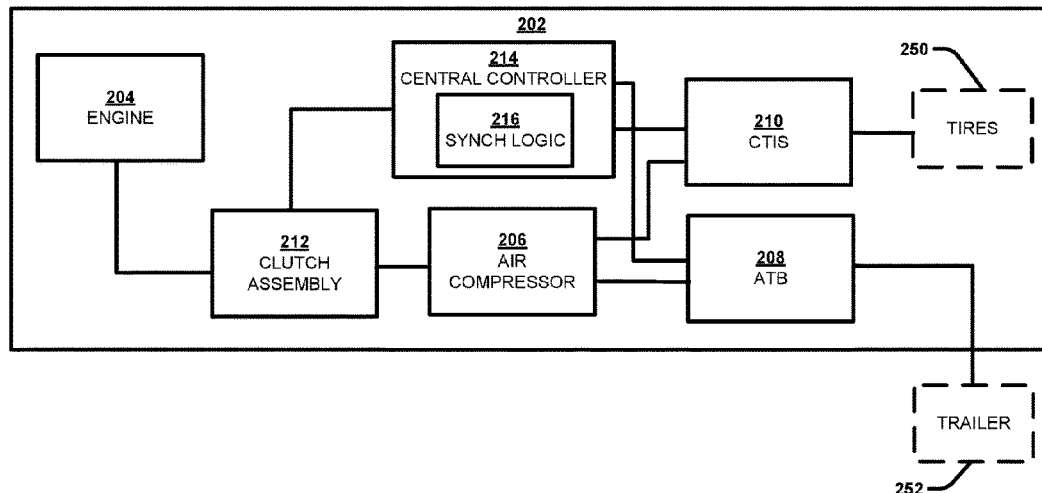 202
204
ENGINE
214
CENTRAL CONTROLLER
216
SYNCH LOGIC
210
CTIS
250
TIRES
212
CLUTCH
ASSEMBLY
206
AIR
COMPRESSOR
208
ATB
TRAILER
252